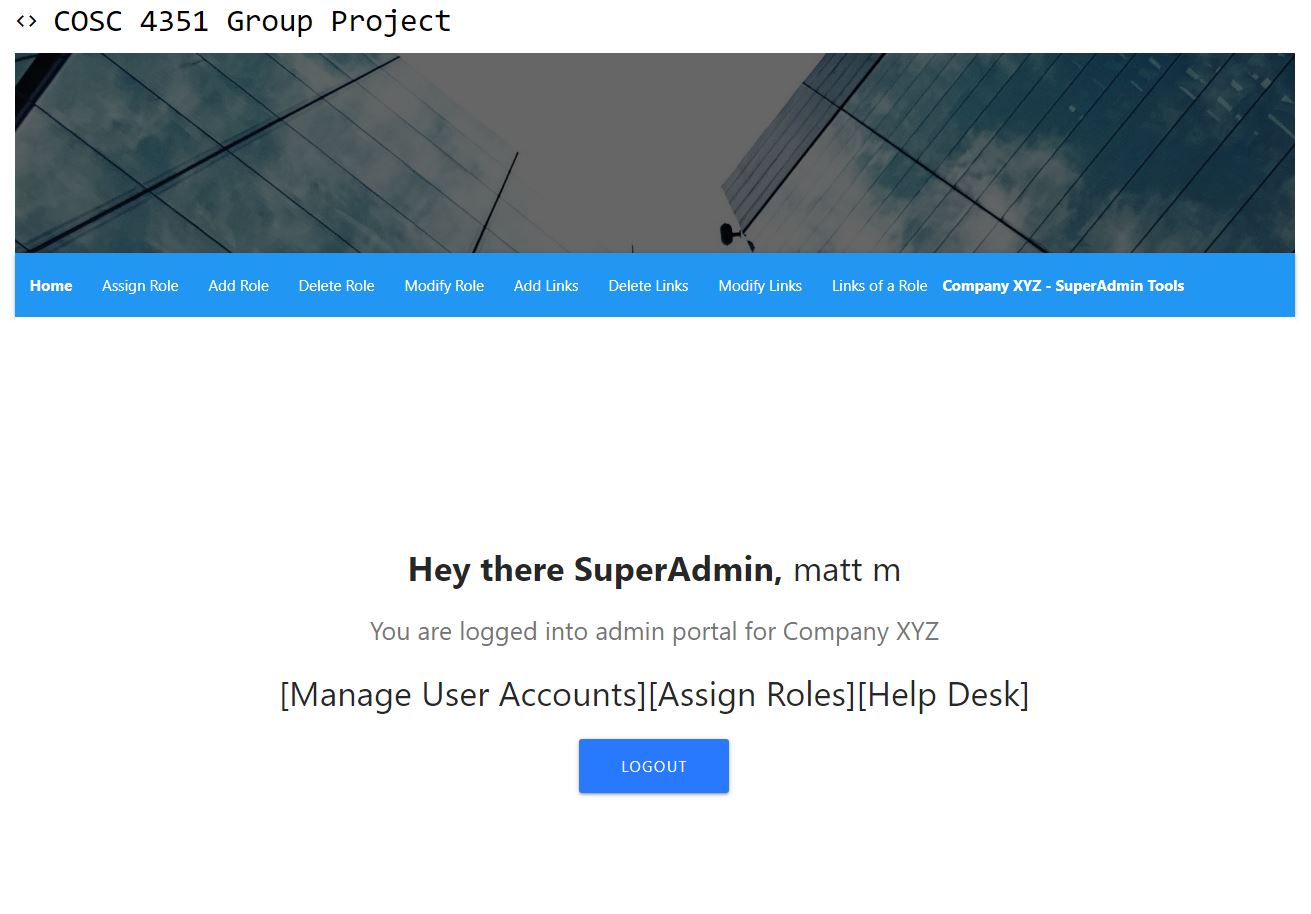 <> COSC 4351 Group Project
Home Assign Role Add Role Delete Role Modify Role Add Links Delete Links Modify Links Links of a Role Company XYZ - SuperAdmin Tools
Hey there SuperAdmin, matt m
You are logged into admin portal for Company XYZ
[Manage User Accounts][Assign Roles][Help Desk]
LOGOUT